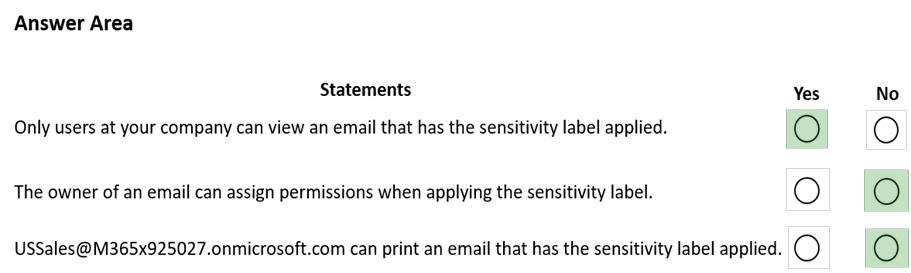 Answer Area
Statements Yes No
Only users at your company can view an email that has the sensitivity label applied.
The owner of an email can assign permissions when applying the sensitivity label.
USSales@M365x925027.onmicrosoft.com can print an email that has the sensitivity label applied.